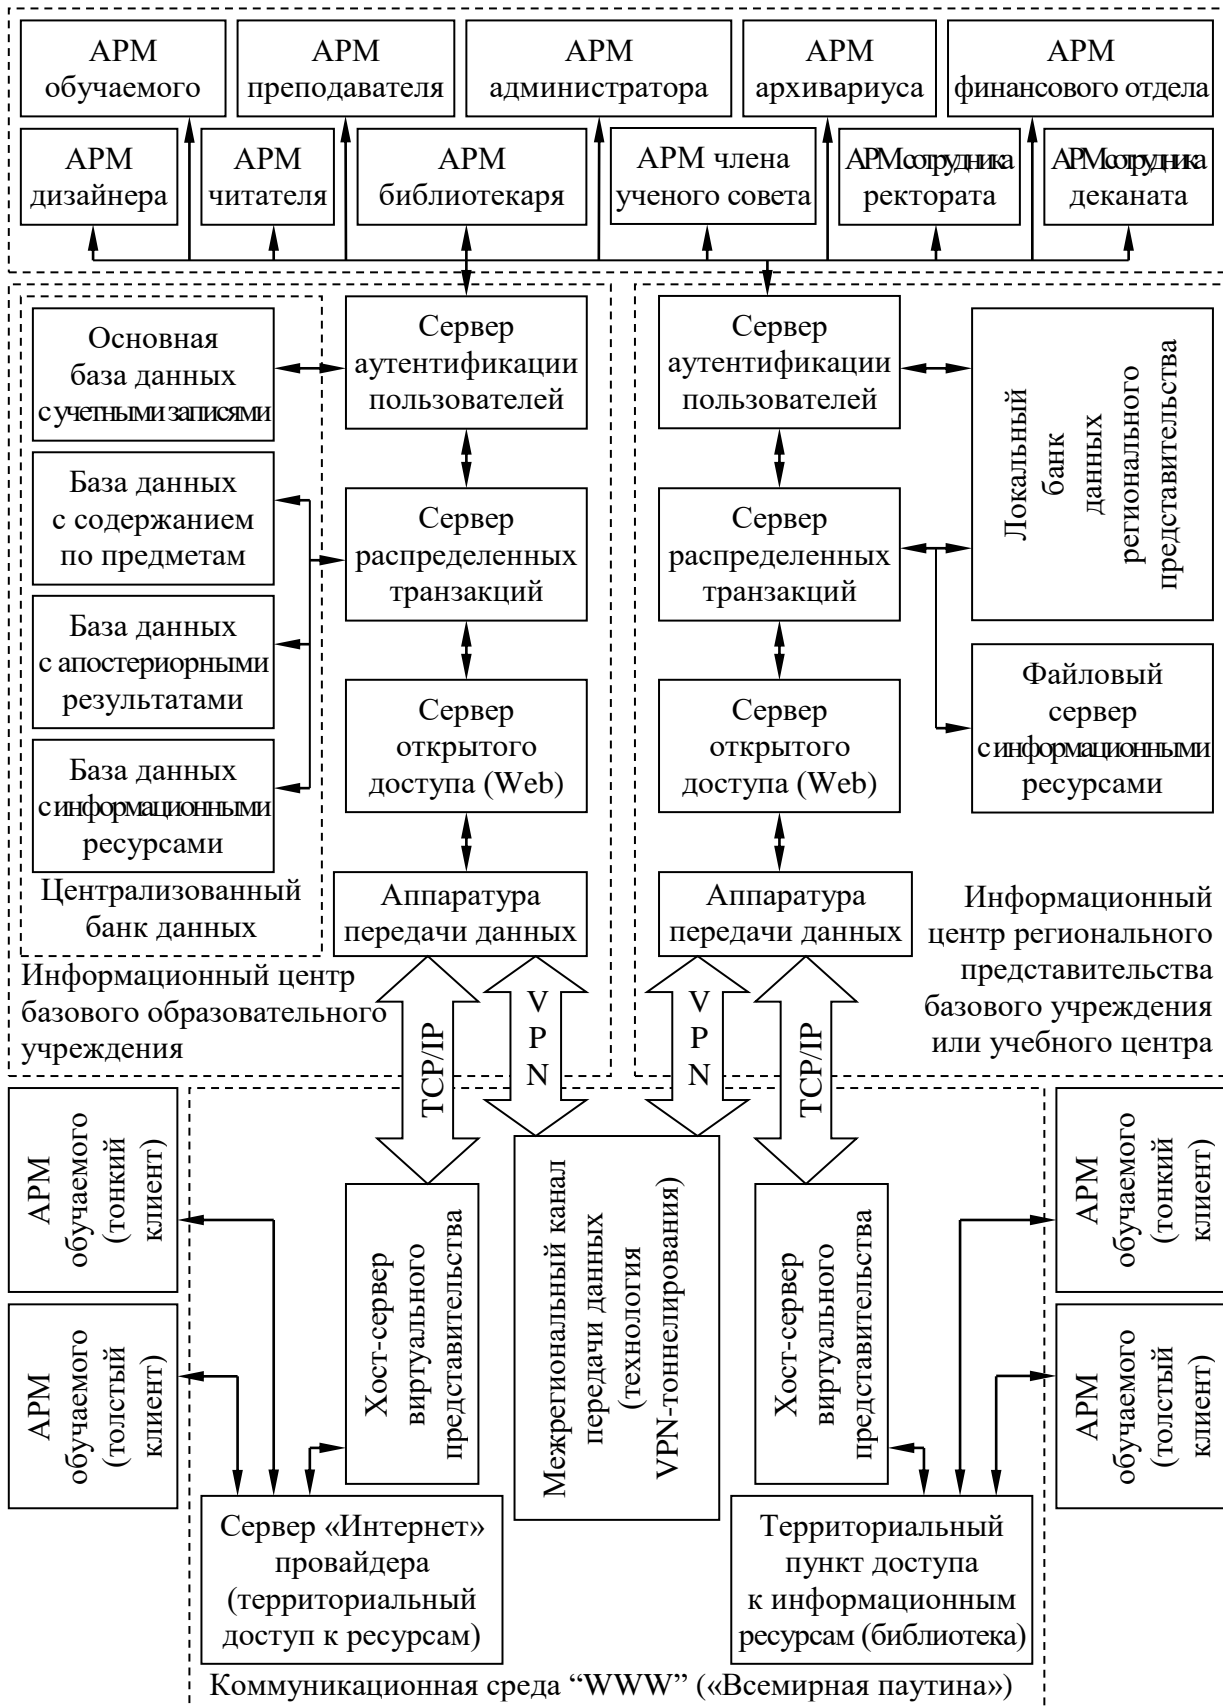 АРМ
обучаемого
АРМ
преподавателя
АРМ
администратора
АРМ
архивариуса
АРМ
финансового отдела
АРМ
дизайнера
АРМ
читателя
АРМ
библиотекаря
АРМ члена
ученого совета
АРМ сотрудника
ректората
АРМ сотрудника
деканата
Основная
база данных
с учетными записями
База данных
с содержанием
по предметам
База данных
с апостериорными
результатами
База данных
с информационными
ресурсами
Централизованный
банк данных
Сервер
аутентификации
пользователей
Сервер
распределенных
транзакций
Сервер
открытого
доступа (Web)
Аппаратура
передачи данных
Информационный центр
базового образовательного
учреждения
Сервер
аутентификации
пользователей
Сервер
распределенных
транзакций
Сервер
открытого
доступа (Web)
Аппаратура
передачи данных
Локальный
банк
данных
регионального
представительства
Файловый
сервер
с информационными
ресурсами
Информационный
центр регионального
представительства
базового учреждения
или учебного центра
TCP/IP
V
P
N
V
P
N
TCP/IP
АРМ
обучаемого
(тонкий
клиент)
АРМ
обучаемого
(толстый
клиент)
Хост-сервер
виртуального
представительства
Межрегиональный канал
передачи данных
(технология
VPN-тоннелирования)
Хост-сервер
виртуального
представительства
АРМ
обучаемого
(тонкий
клиент)
АРМ
обучаемого
(толстый
клиент)
Сервер «Интернет»
провайдера
(территориальный
доступ к ресурсам)
Территориальный
пункт доступа
к информационным
ресурсам (библиотека)
Коммуникационная среда “WWW” («Всемирная паутина»)